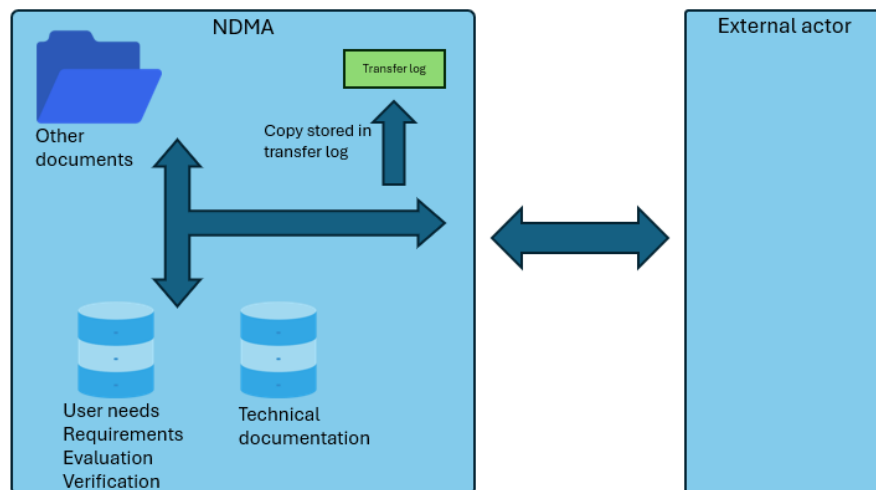 NDMA
External actor
Transfer log
Copy stored in
transfer log
Other
documents
User needs
Requirements
Evaluation
Verification
Technical
documentation